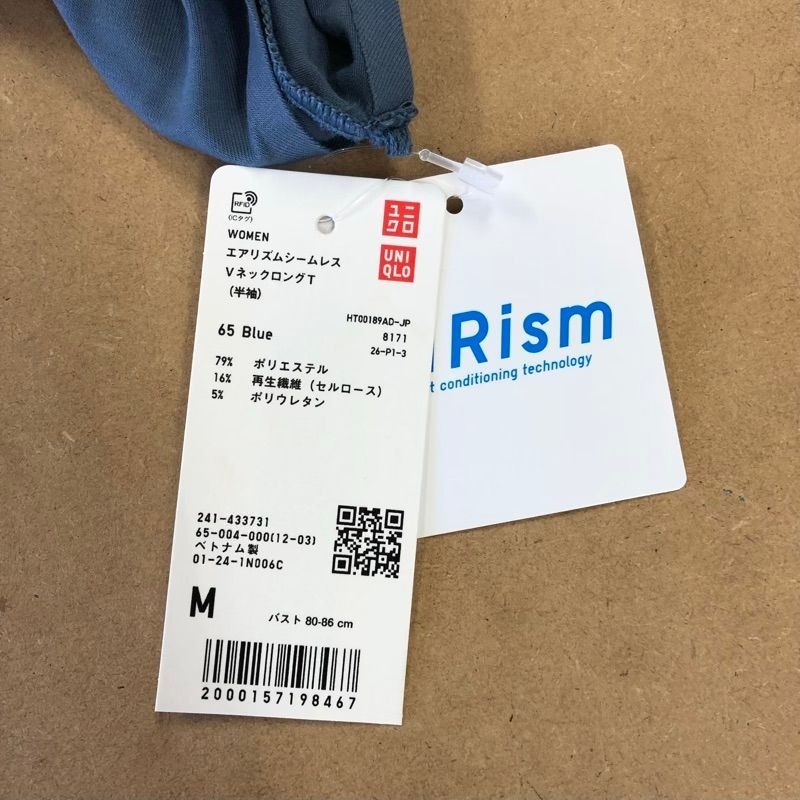 RFID
(ICタグ)
ユニ
クロ
UNI
QLO
WOMEN
エアリズムシームレス
VネックロングT
(半袖)
HT00189AD-JP
65 Blue
8171
26-P1-3
79% ポリエステル
16% 再生繊維 (セルロース)
5% ポリウレタン
241-433731
65-004-000(12-03)
ベトナム製
01-24-1N006C
M
バスト 80-86 cm
2000157198467
Rism
conditioning technology